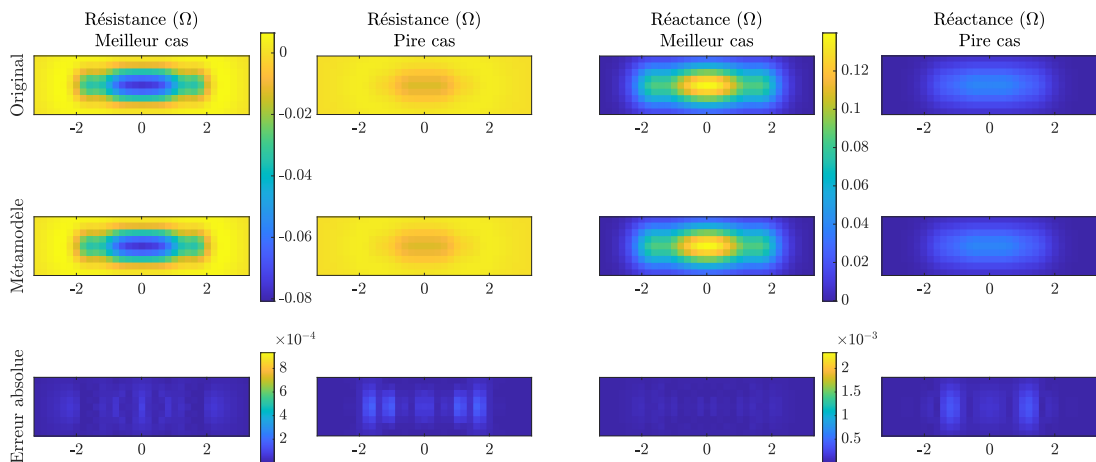 Résistance (Ω)
Meilleur cas
Résistance (Ω)
Pire cas
Réactance (Ω)
Meilleur cas
Réactance (Ω)
Pire cas
Original
-2 0 2
-2 0 2
-2 0 2
-2 0 2
0
-0.02
-0.04
-0.06
-0.08
0.12
0.1
0.08
0.06
0.04
0.02
0
Métamodèle
-2 0 2
-2 0 2
-2 0 2
-2 0 2
Erreur absolue
×10⁻⁴
8
6
4
2
×10⁻³
2
1.5
1
0.5
-2 0 2
-2 0 2
-2 0 2
-2 0 2